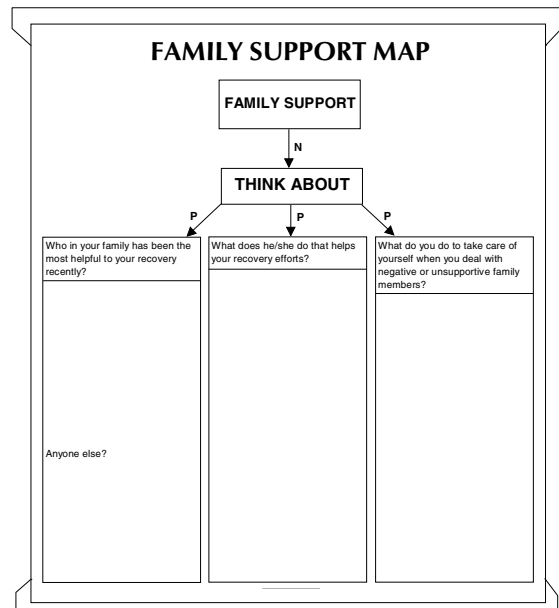 FAMILY SUPPORT MAP
FAMILY SUPPORT
N
THINK ABOUT
P
P
P
Who in your family has been the
most helpful to your recovery
recently?
Anyone else?
What does he/she do that helps
your recovery efforts?
What do you do to take care of
yourself when you deal with
negative or unsupportive family
members?